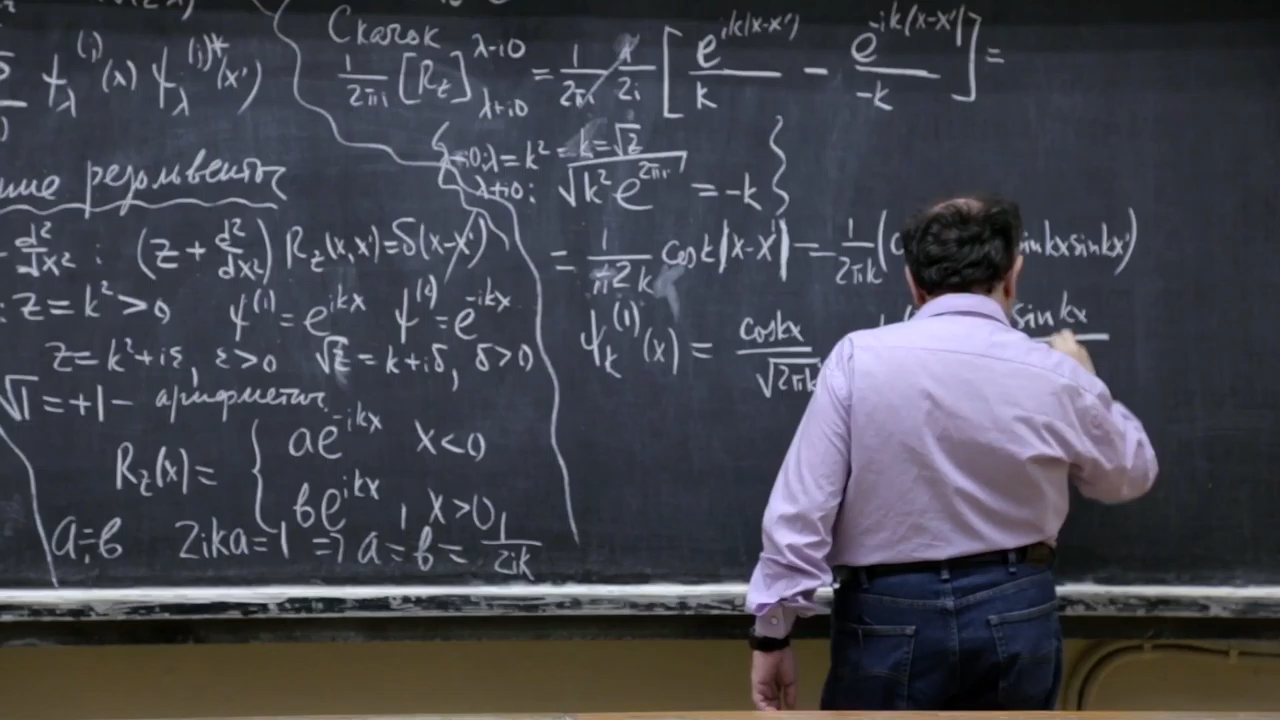 ψ_λ^{(i)}(x) ψ_λ^{(i)*}(x')
резольвенты
d²/dx² : (z + d²/dx²) R_z(x,x') = δ(x-x')
: z = k² > 0 ψ^{(1)} = e^{ikx} ψ^{(2)} = e^{-ikx}
z = k² + iε, ε > 0 √z = k + iδ, δ > 0
√1 = +1 – арифметич.
R_z(x) = { ae^{-ikx} x < 0
вe^{ikx}, x > 0
a = в 2ika = 1 ⇒ a = в = 1/2ik
Скачок
1/2πi [R_z]_{λ+i0}^{λ-i0} = 1/2πi 1/2i [ e^{ik|x-x'|}/k − e^{-ik|x-x'|}/-k ] =
{ +i0: λ = k² = k = √z
λ+i0: √k² e^{2πi} = -k }
= 1/π2k cos k|x-x'| = 1/2πk ( sin kx sin kx')
ψ_k^{(1)}(x) = cos kx/√2πk sin kx